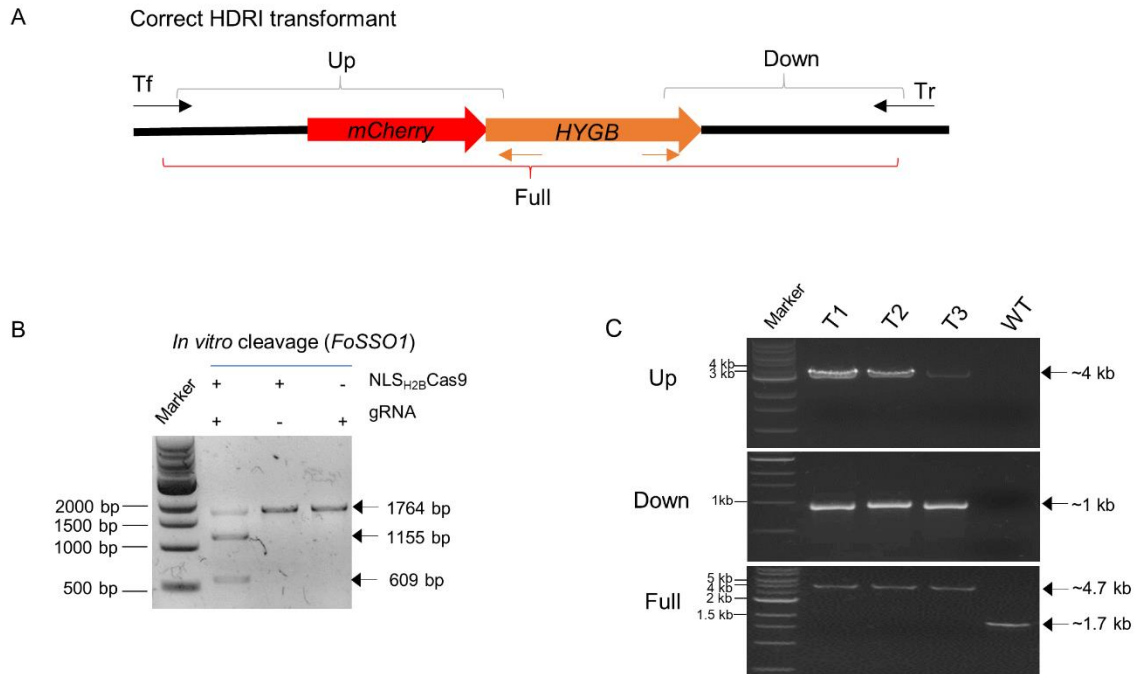 A
Correct HDRI transformant
Up
Down
Tf
Tr
mCherry
HYGB
Full
B
In vitro cleavage (FoSSO1)
Marker
+ + - NLSH2BCas9
+ - + gRNA
2000 bp
1500 bp
1000 bp
500 bp
1764 bp
1155 bp
609 bp
C
Marker
T1
T2
T3
WT
Up
4 kb
3 kb
~4 kb
Down
1kb
~1 kb
Full
5 kb
4 kb
2 kb
1.5 kb
~4.7 kb
~1.7 kb